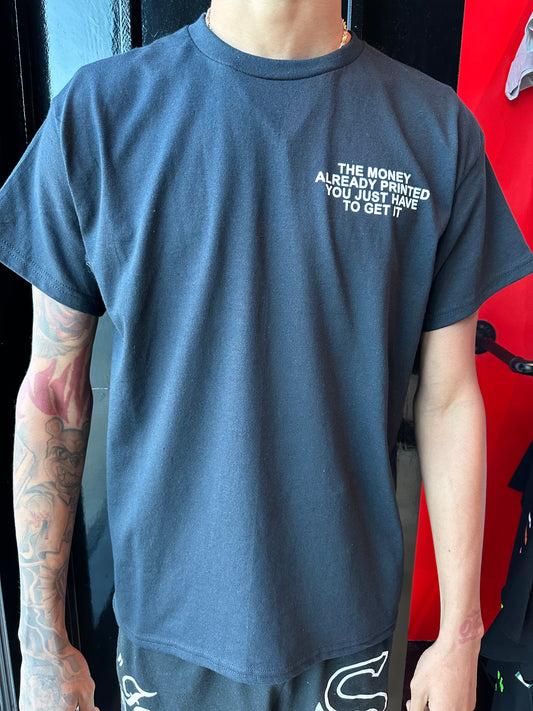 THE MONEY
ALREADY PRINTED
YOU JUST HAVE
TO GET IT
S